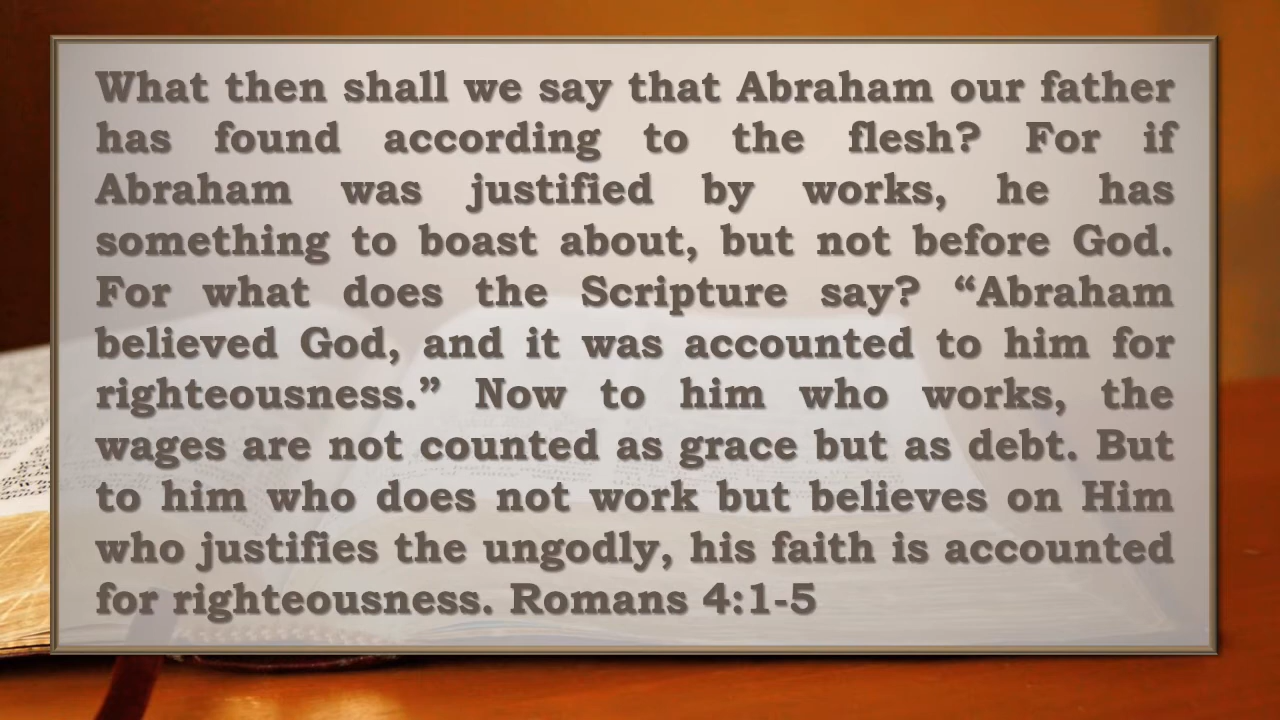 What then shall we say that Abraham our father
has found according to the flesh? For if
Abraham was justified by works, he has
something to boast about, but not before God.
For what does the Scripture say? “Abraham
believed God, and it was accounted to him for
righteousness.” Now to him who works, the
wages are not counted as grace but as debt. But
to him who does not work but believes on Him
who justifies the ungodly, his faith is accounted
for righteousness. Romans 4:1-5